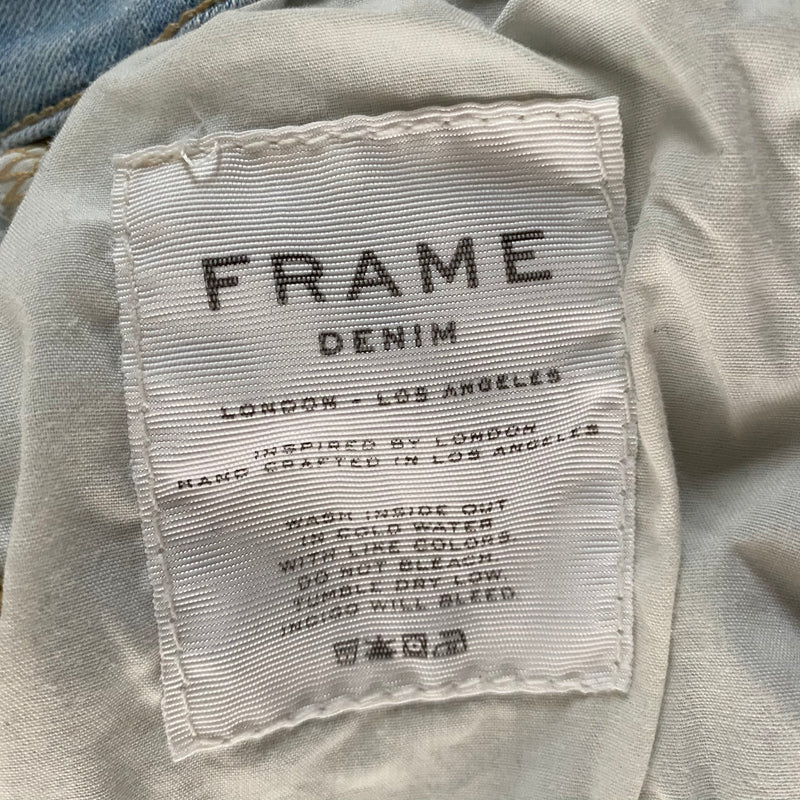 FRAME
DENIM
LONDON - LOS ANGELES
INSPIRED BY LONDON
HAND CRAFTED IN LOS ANGELES
WASH INSIDE OUT
IN COLD WATER
WITH LIKE COLORS
DO NOT BLEACH
TUMBLE DRY LOW
INDIGO WILL BLEED